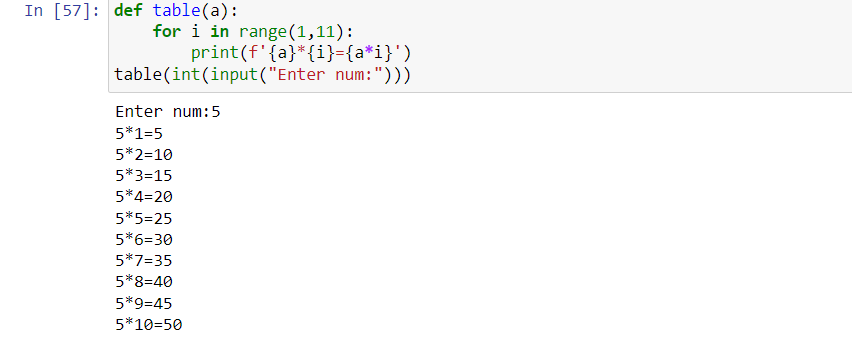 In [57]: def table(a):
    for i in range(1,11):
        print(f'{a}*{i}={a*i}')
table(int(input("Enter num:")))
Enter num:5
5*1=5
5*2=10
5*3=15
5*4=20
5*5=25
5*6=30
5*7=35
5*8=40
5*9=45
5*10=50